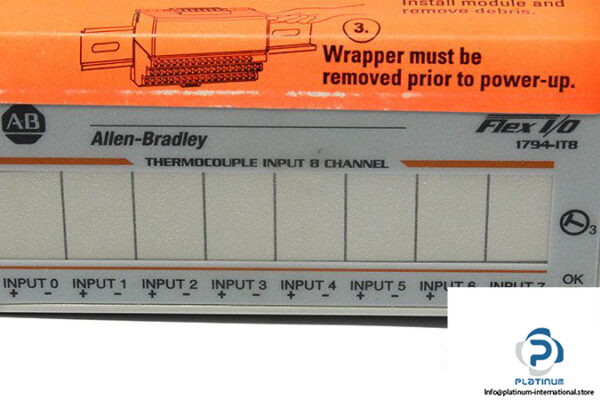 Install module and
remove debris.
3.
Wrapper must be
removed prior to power-up.
AB
Allen-Bradley
Flex I/O
1794-IT8
THERMOCOUPLE INPUT 8 CHANNEL
3
INPUT 0 INPUT 1 INPUT 2 INPUT 3 INPUT 4 INPUT 5 INPUT 6 INPUT 7
+ - + - + - + - + - + - +
OK
PLATINUM
Info@platinum-international.store